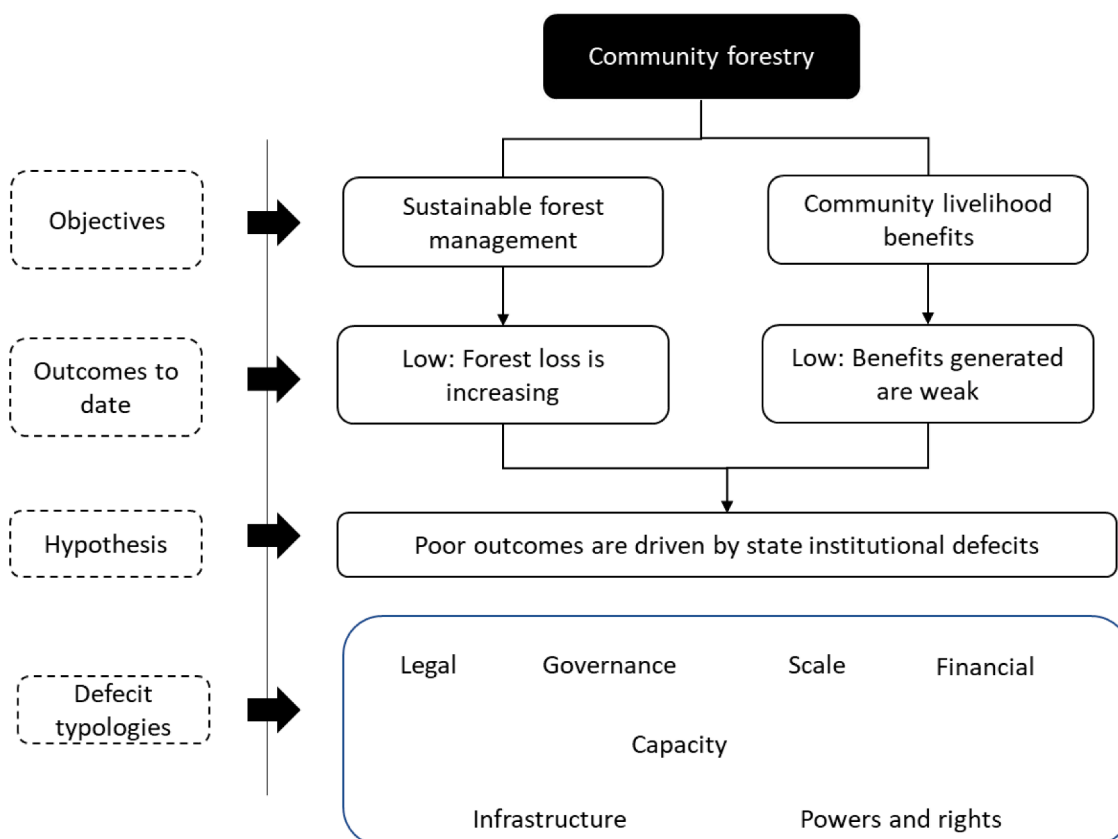 Community forestry
Objectives
Sustainable forest
management
Community livelihood
benefits
Outcomes to
date
Low: Forest loss is
increasing
Low: Benefits generated
are weak
Hypothesis
Poor outcomes are driven by state institutional defects
Defect
typologies
Legal
Governance
Scale
Financial
Capacity
Infrastructure
Powers and rights